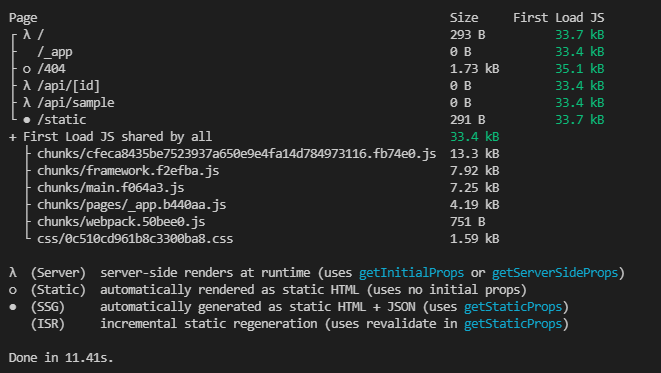 Page                                                           Size     First Load JS
┌ λ /                                                          293 B          33.7 kB
├   /_app                                                      0 B            33.4 kB
├ ○ /404                                                       1.73 kB        35.1 kB
├ λ /api/[id]                                                  0 B            33.4 kB
├ λ /api/sample                                                0 B            33.4 kB
└ ● /static                                                    291 B          33.7 kB
+ First Load JS shared by all                                  33.4 kB
  ├ chunks/cfeca8435be7523937a650e9e4fa14d784973116.fb74e0.js  13.3 kB
  ├ chunks/framework.f2efba.js                                 7.92 kB
  ├ chunks/main.f064a3.js                                      7.25 kB
  ├ chunks/pages/_app.b440aa.js                                4.19 kB
  ├ chunks/webpack.50bee0.js                                   751 B
  └ css/0c510cd961b8c3300ba8.css                               1.59 kB
λ  (Server)  server-side renders at runtime (uses getInitialProps or getServerSideProps)
○  (Static)  automatically rendered as static HTML (uses no initial props)
●  (SSG)     automatically generated as static HTML + JSON (uses getStaticProps)
   (ISR)     incremental static regeneration (uses revalidate in getStaticProps)
Done in 11.41s.